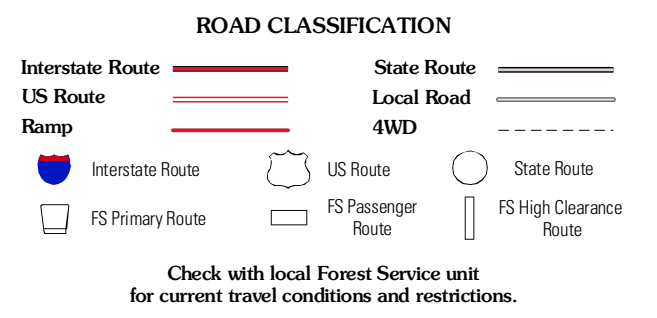 ROAD CLASSIFICATION
Interstate Route
State Route
US Route
Local Road
Ramp
4WD
Interstate Route
US Route
State Route
FS Primary Route
FS Passenger
Route
FS High Clearance
Route
Check with local Forest Service unit
for current travel conditions and restrictions.